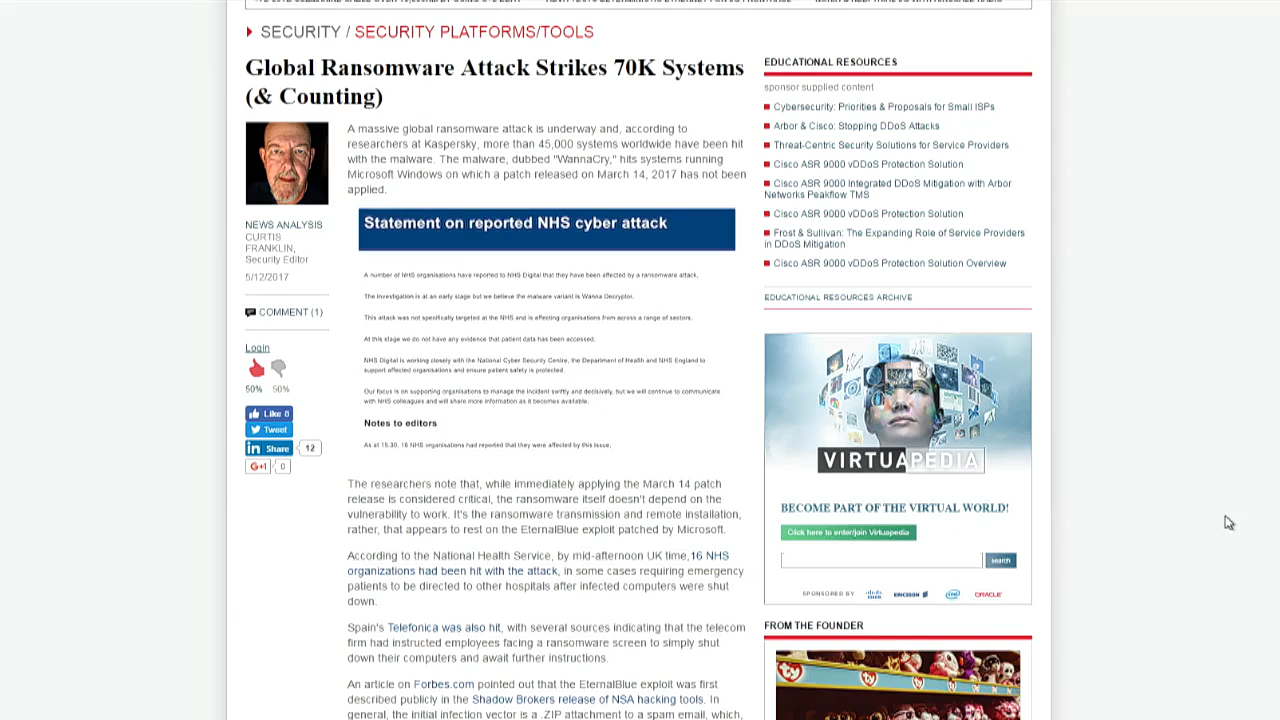 SECURITY / SECURITY PLATFORMS/TOOLS
Global Ransomware Attack Strikes 70K Systems
(& Counting)
NEWS ANALYSIS
CURTIS
FRANKLIN,
Security Editor
5/12/2017
COMMENT (1)
Login
50% 50%
Like 8
Tweet
in Share 12
G+1 0
A massive global ransomware attack is underway and, according to
researchers at Kaspersky, more than 45,000 systems worldwide have been hit
with the malware. The malware, dubbed "WannaCry," hits systems running
Microsoft Windows on which a patch released on March 14, 2017 has not been
applied.
Statement on reported NHS cyber attack
A number of NHS organisations have reported to NHS Digital that they have been affected by a ransomware attack.
The investigation is at an early stage but we believe the malware variant is Wanna Decryptor.
This attack was not specifically targeted at the NHS and is affecting organisations from across a range of sectors.
At this stage we do not have any evidence that patient data has been accessed.
NHS Digital is working closely with the National Cyber Security Centre, the Department of Health and NHS England to
support affected organisations and ensure patient safety is protected.
Our focus is on supporting organisations to manage the incident swiftly and decisively, but we will continue to communicate
with NHS colleagues and will share more information as it becomes available.
Notes to editors
As at 15.30, 16 NHS organisations had reported that they were affected by this issue.
The researchers note that, while immediately applying the March 14 patch
release is considered critical, the ransomware itself doesn't depend on the
vulnerability to work. It's the ransomware transmission and remote installation,
rather, that appears to rest on the EternalBlue exploit patched by Microsoft.
According to the National Health Service, by mid-afternoon UK time,16 NHS
organizations had been hit with the attack, in some cases requiring emergency
patients to be directed to other hospitals after infected computers were shut
down.
Spain's Telefonica was also hit, with several sources indicating that the telecom
firm had instructed employees facing a ransomware screen to simply shut
down their computers and await further instructions.
An article on Forbes.com pointed out that the EternalBlue exploit was first
described publicly in the Shadow Brokers release of NSA hacking tools. In
general, the initial infection vector is a .ZIP attachment to a spam email, which,
EDUCATIONAL RESOURCES
sponsor supplied content
Cybersecurity: Priorities & Proposals for Small ISPs
Arbor & Cisco: Stopping DDoS Attacks
Threat-Centric Security Solutions for Service Providers
Cisco ASR 9000 vDDoS Protection Solution
Cisco ASR 9000 Integrated DDoS Mitigation with Arbor
Networks Peakflow TMS
Cisco ASR 9000 vDDoS Protection Solution
Frost & Sullivan: The Expanding Role of Service Providers
in DDoS Mitigation
Cisco ASR 9000 vDDoS Protection Solution Overview
EDUCATIONAL RESOURCES ARCHIVE
VIRTUAPEDIA
BECOME PART OF THE VIRTUAL WORLD!
Click here to enter/join Virtuapedia
search
SPONSORED BY CISCO ERICSSON intel ORACLE
FROM THE FOUNDER
ty
ty